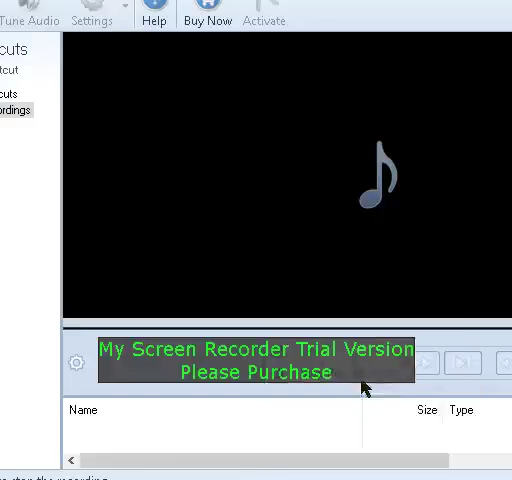 Tune Audio Settings Help Buy Now Activate
cuts
tcut
cuts
ordings
My Screen Recorder Trial Version
Please Purchase
Name Size Type